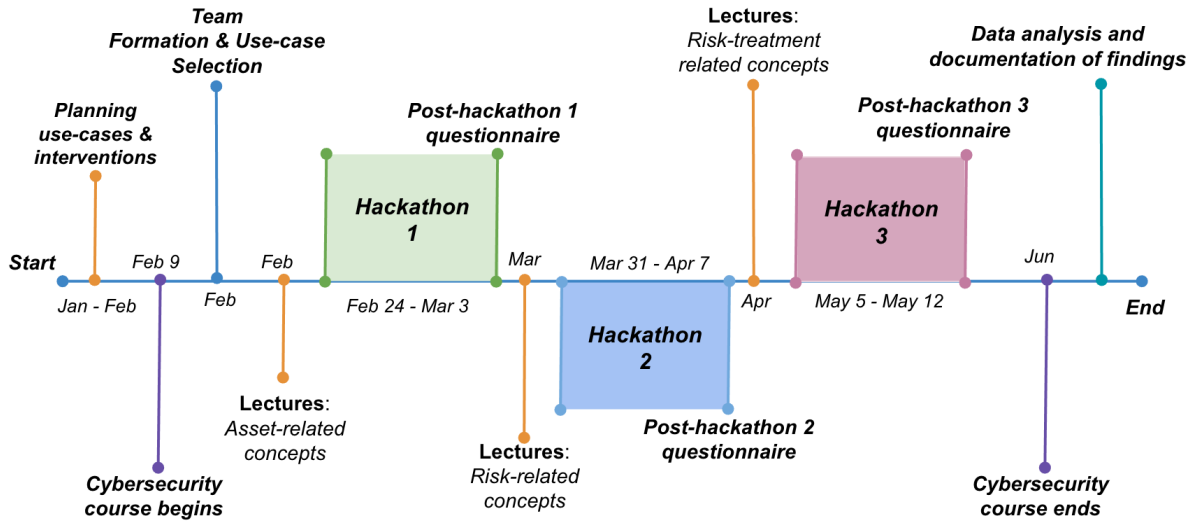 Team
Formation & Use-case
Selection
Lectures:
Risk-treatment
related concepts
Data analysis and
documentation of findings
Planning
use-cases &
interventions
Post-hackathon 1
questionnaire
Post-hackathon 3
questionnaire
Hackathon
1
Hackathon
3
Start
Feb 9
Feb
Mar
Mar 31 - Apr 7
Jun
Jan - Feb
Feb
Feb 24 - Mar 3
Apr
May 5 - May 12
End
Hackathon
2
Lectures:
Asset-related
concepts
Post-hackathon 2
questionnaire
Lectures:
Risk-related
concepts
Cybersecurity
course begins
Cybersecurity
course ends